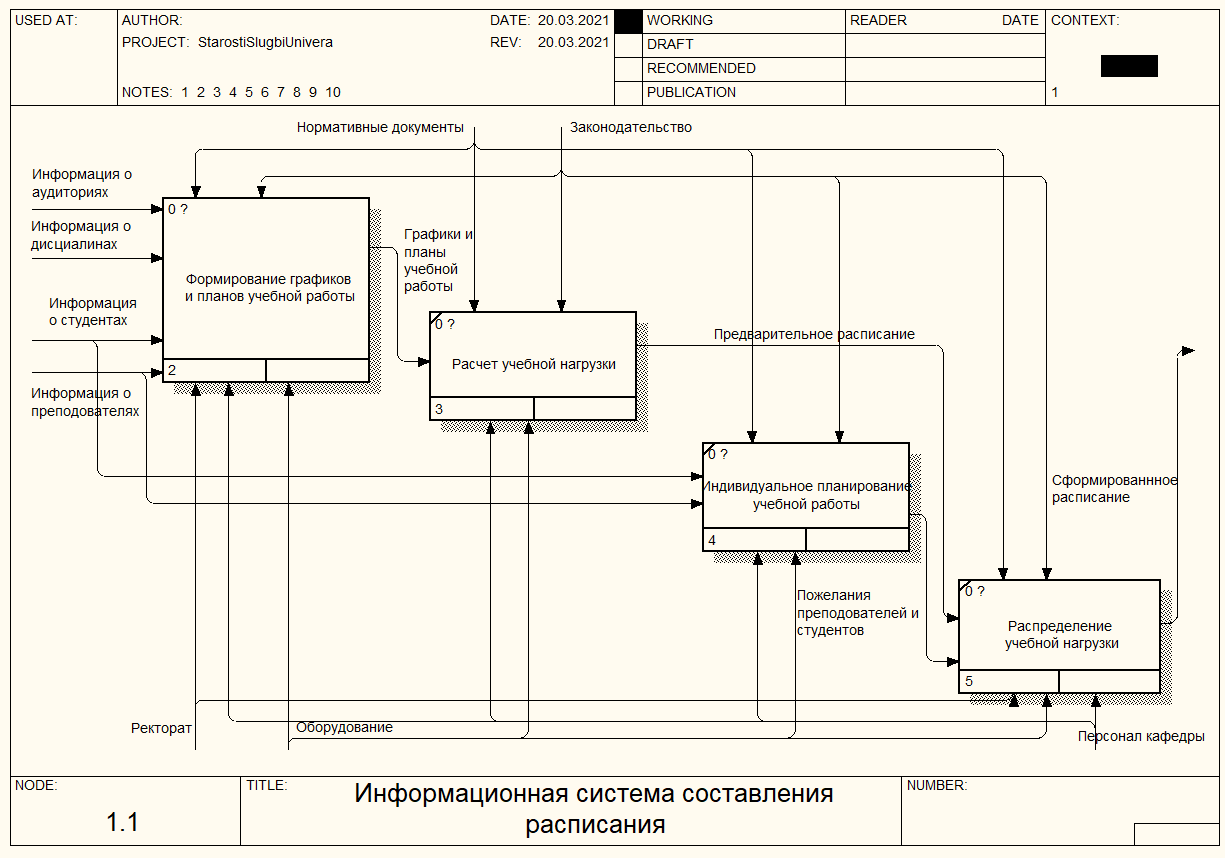 USED AT:
AUTHOR:
DATE: 20.03.2021
PROJECT: StarostiSlugbiUnivera
REV: 20.03.2021
NOTES: 1 2 3 4 5 6 7 8 9 10
WORKING
DRAFT
RECOMMENDED
PUBLICATION
READER
DATE
CONTEXT:
1
Нормативные документы
Законодательство
Информация о
аудиториях
Информация о
дисциалинах
Информация
о студентах
Информация о
преподователях
0 ?
Формирование графиков
и планов учебной работы
2
Графики и
планы
учебной
работы
0 ?
Расчет учебной нагрузки
3
Предварительное расписание
0 ?
Индивидуальное планирование
учебной работы
4
Пожелания
преподователей и
студентов
Сформированнное
расписание
0 ?
Распределение
учебной нагрузки
5
Ректорат
Оборудование
Персонал кафедры
NODE:
1.1
TITLE:
Информационная система составления
расписания
NUMBER: